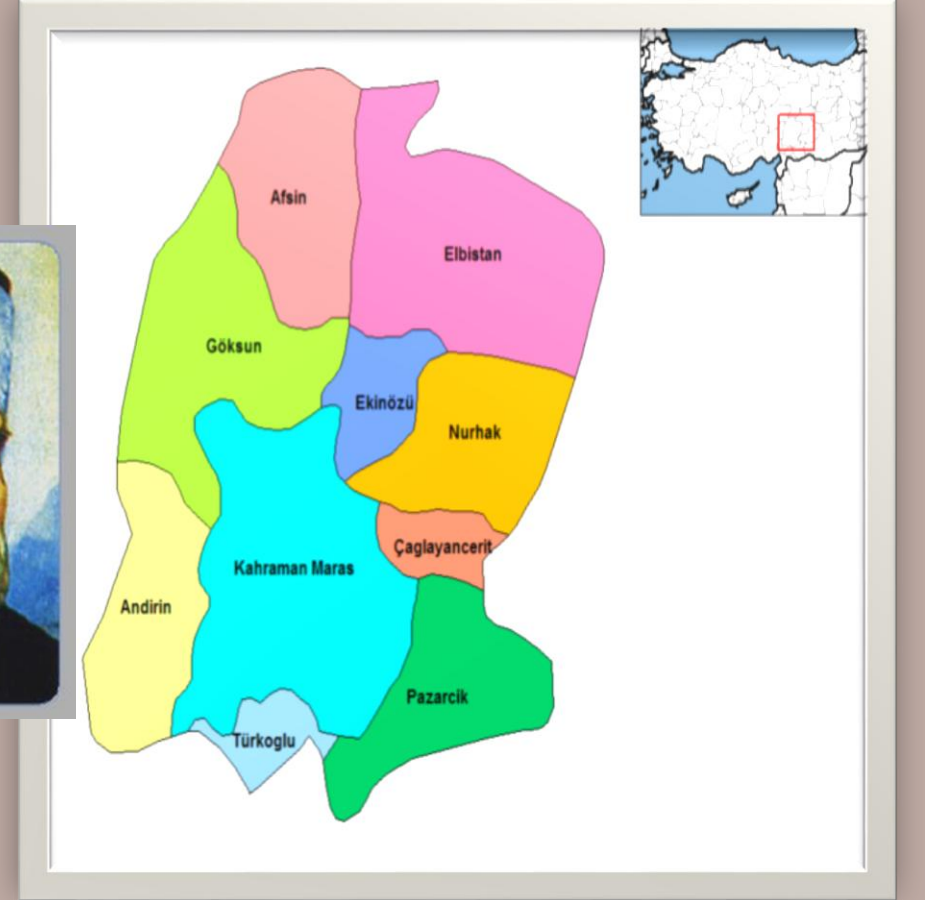 Afsin
Elbistan
Göksun
Ekinözü
Nurhak
Çaglayancerit
Kahraman Maras
Andirin
Pazarcik
Türkoglu